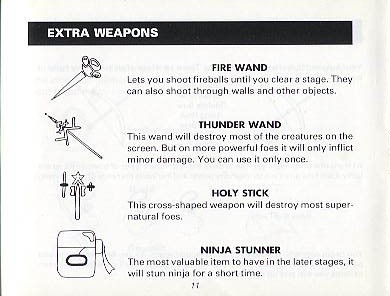 EXTRA WEAPONS
FIRE WAND
Lets you shoot fireballs until you clear a stage. They
can also shoot through walls and other objects.
THUNDER WAND
This wand will destroy most of the creatures on the
screen. But on more powerful foes it will only inflict
minor damage. You can use it only once.
HOLY STICK
This cross-shaped weapon will destroy most super-
natural foes.
NINJA STUNNER
The most valuable item to have in the later stages, it
will stun ninja for a short time.
11